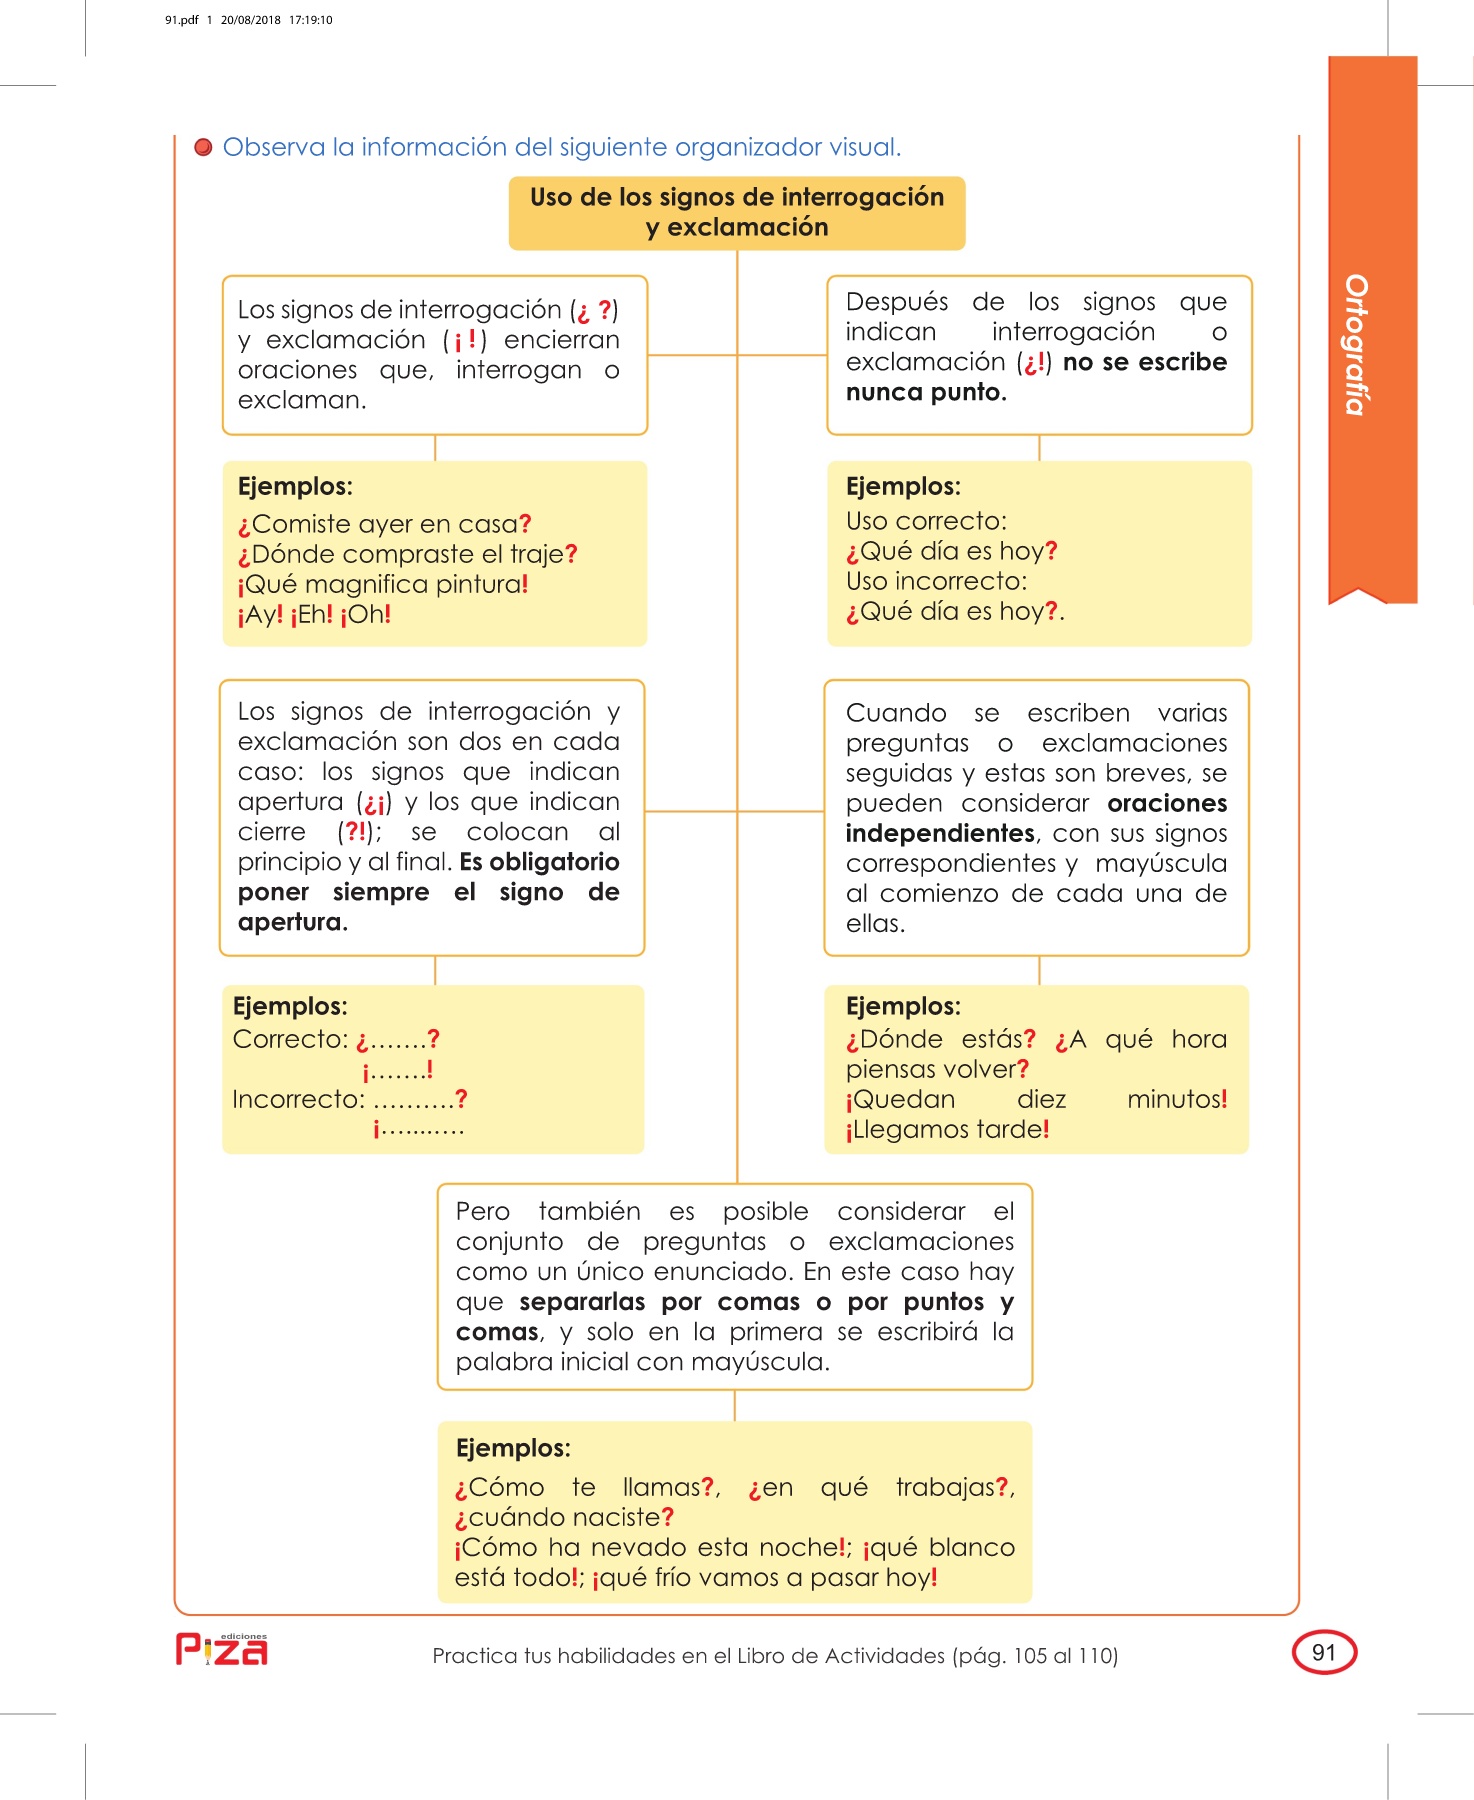 91.pdf 1 20/08/2018 17:19:10
Observa la información del siguiente organizador visual.
Uso de los signos de interrogación
y exclamación
Los signos de interrogación (¿ ?)
y exclamación (¡ !) encierran
oraciones que, interrogan o
exclaman.
Después de los signos que
indican interrogación o
exclamación (¿!) no se escribe
nunca punto.
Ejemplos:
¿Comiste ayer en casa?
¿Dónde compraste el traje?
¡Qué magnifica pintura!
¡Ay! ¡Eh! ¡Oh!
Ejemplos:
Uso correcto:
¿Qué día es hoy?
Uso incorrecto:
¿Qué día es hoy?.
Los signos de interrogación y
exclamación son dos en cada
caso: los signos que indican
apertura (¿¡) y los que indican
cierre (?!); se colocan al
principio y al final. Es obligatorio
poner siempre el signo de
apertura.
Cuando se escriben varias
preguntas o exclamaciones
seguidas y estas son breves, se
pueden considerar oraciones
independientes, con sus signos
correspondientes y mayúscula
al comienzo de cada una de
ellas.
Ejemplos:
Correcto: ¿.......?
¡.......!
Incorrecto: ..........?
¡..........
Ejemplos:
¿Dónde estás? ¿A qué hora
piensas volver?
¡Quedan diez minutos!
¡Llegamos tarde!
Pero también es posible considerar el
conjunto de preguntas o exclamaciones
como un único enunciado. En este caso hay
que separarlas por comas o por puntos y
comas, y solo en la primera se escribirá la
palabra inicial con mayúscula.
Ejemplos:
¿Cómo te llamas?, ¿en qué trabajas?,
¿cuándo naciste?
¡Cómo ha nevado esta noche!; ¡qué blanco
está todo!; ¡qué frío vamos a pasar hoy!
Ortografía
ediciones
Piza
Practica tus habilidades en el Libro de Actividades (pág. 105 al 110)
91